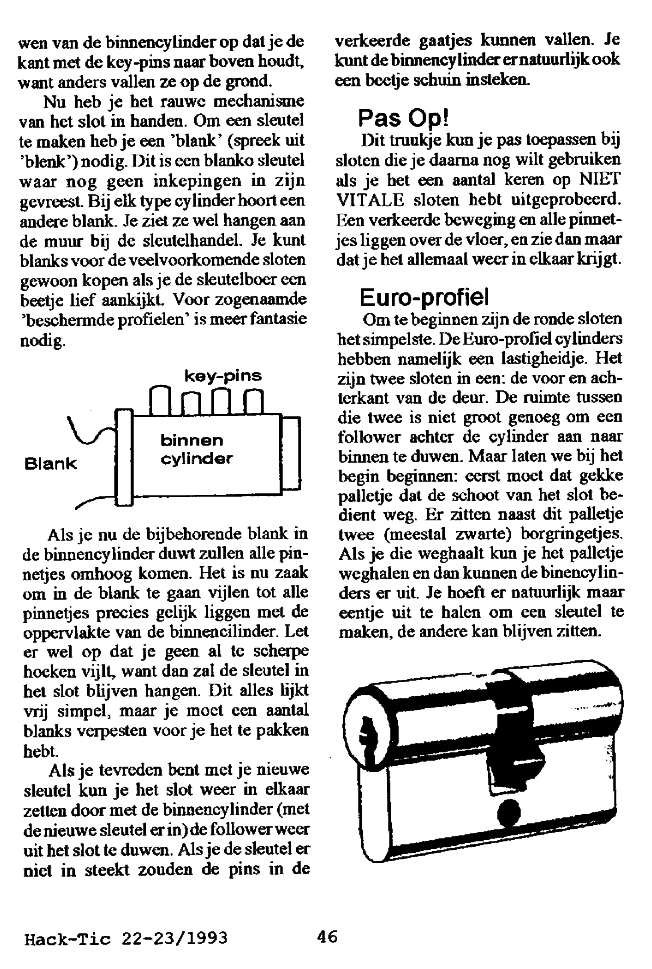 wen van de binnencylinder op dat je de
kant met de key-pins naar boven houdt,
want anders vallen ze op de grond.
Nu heb je het rauwe mechanisme
van het slot in handen. Om een sleutel
te maken heb je een 'blank' (spreek uit
'blenk') nodig. Dit is een blanko sleutel
waar nog geen inkepingen in zijn
gevreest. Bij elk type cylinder hoort een
andere blank. Je ziet ze wel hangen aan
de muur bij de sleutelhandel. Je kunt
blanks voor de veelvoorkomende sloten
gewoon kopen als je de sleutelboer een
beetje lief aankijkt. Voor zogenaamde
'beschermde profielen' is meer fantasie
nodig.
key-pins
binnen
cylinder
Blank
Als je nu de bijbehorende blank in
de binnencylinder duwt zullen alle pin-
netjes omhoog komen. Het is nu zaak
om in de blank te gaan vijlen tot alle
pinnetjes precies gelijk liggen met de
oppervlakte van de binnencilinder. Let
er wel op dat je geen al te scherpe
hoeken vijlt, want dan zal de sleutel in
het slot blijven hangen. Dit alles lijkt
vrij simpel, maar je moet een aantal
blanks verpesten voor je het te pakken
hebt.
Als je tevreden bent met je nieuwe
sleutel kun je het slot weer in elkaar
zetten door met de binnencylinder (met
de nieuwe sleutel er in) de follower weer
uit het slot te duwen. Als je de sleutel er
niet in steekt zouden de pins in de
verkeerde gaatjes kunnen vallen. Je
kunt de binnencylinder er natuurlijk ook
een beetje schuin insteken.
Pas Op!
Dit truukje kun je pas toepassen bij
sloten die je daarna nog wilt gebruiken
als je het een aantal keren op NIET
VITALE sloten hebt uitgeprobeerd.
Een verkeerde beweging en alle pinnet-
jes liggen over de vloer, en zie dan maar
dat je het allemaal weer in elkaar krijgt.
Euro-profiel
Om te beginnen zijn de ronde sloten
het simpelste. De Euro-profiel cylinders
hebben namelijk een lastigheidje. Het
zijn twee sloten in een: de voor en ach-
terkant van de deur. De ruimte tussen
die twee is niet groot genoeg om een
follower achter de cylinder aan naar
binnen te duwen. Maar laten we bij het
begin beginnen: eerst moet dat gekke
palletje dat de schoot van het slot be-
dient weg. Er zitten naast dit palletje
twee (meestal zwarte) borgringetjes.
Als je die weghaalt kun je het palletje
weghalen en dan kunnen de binencylin-
ders er uit. Je hoeft er natuurlijk maar
eentje uit te halen om een sleutel te
maken, de andere kan blijven zitten.
Hack-Tic 22-23/1993
46